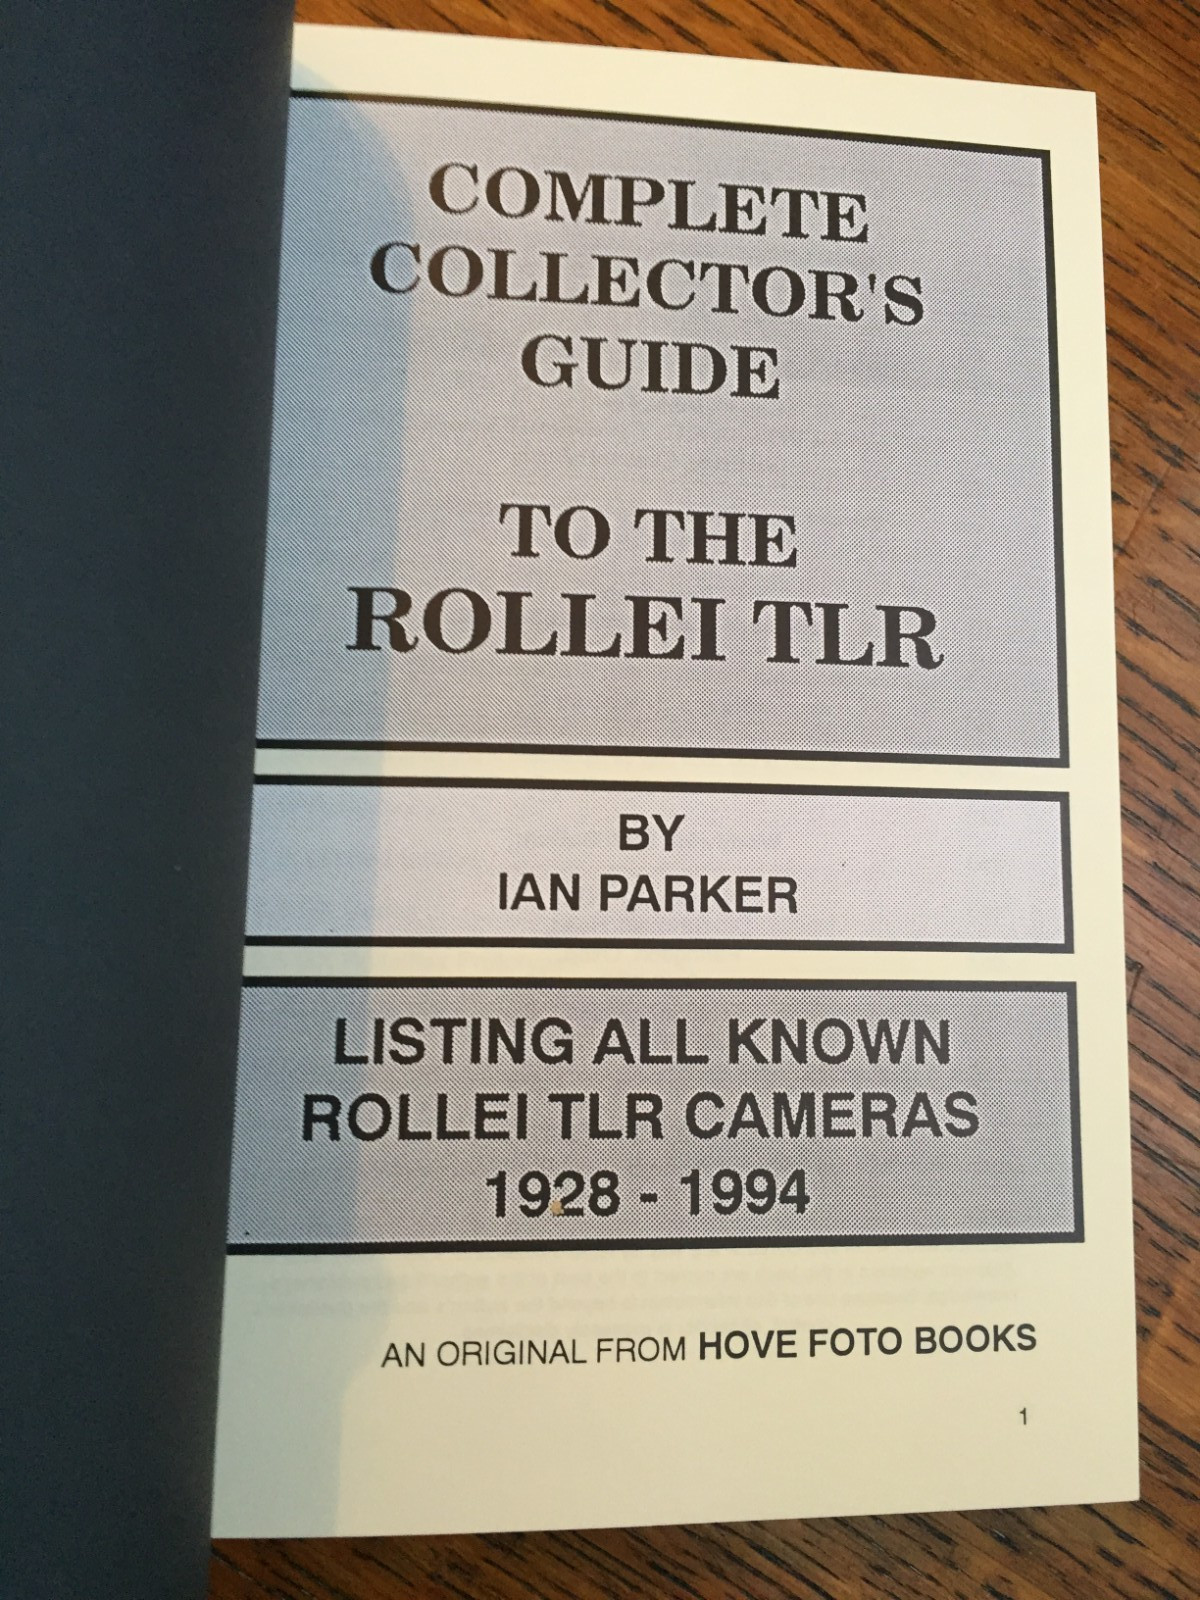 COMPLETE
COLLECTOR'S
GUIDE
TO THE
ROLLEI TLR
BY
IAN PARKER
LISTING ALL KNOWN
ROLLEI TLR CAMERAS
1928 - 1994
AN ORIGINAL FROM HOVE FOTO BOOKS
1